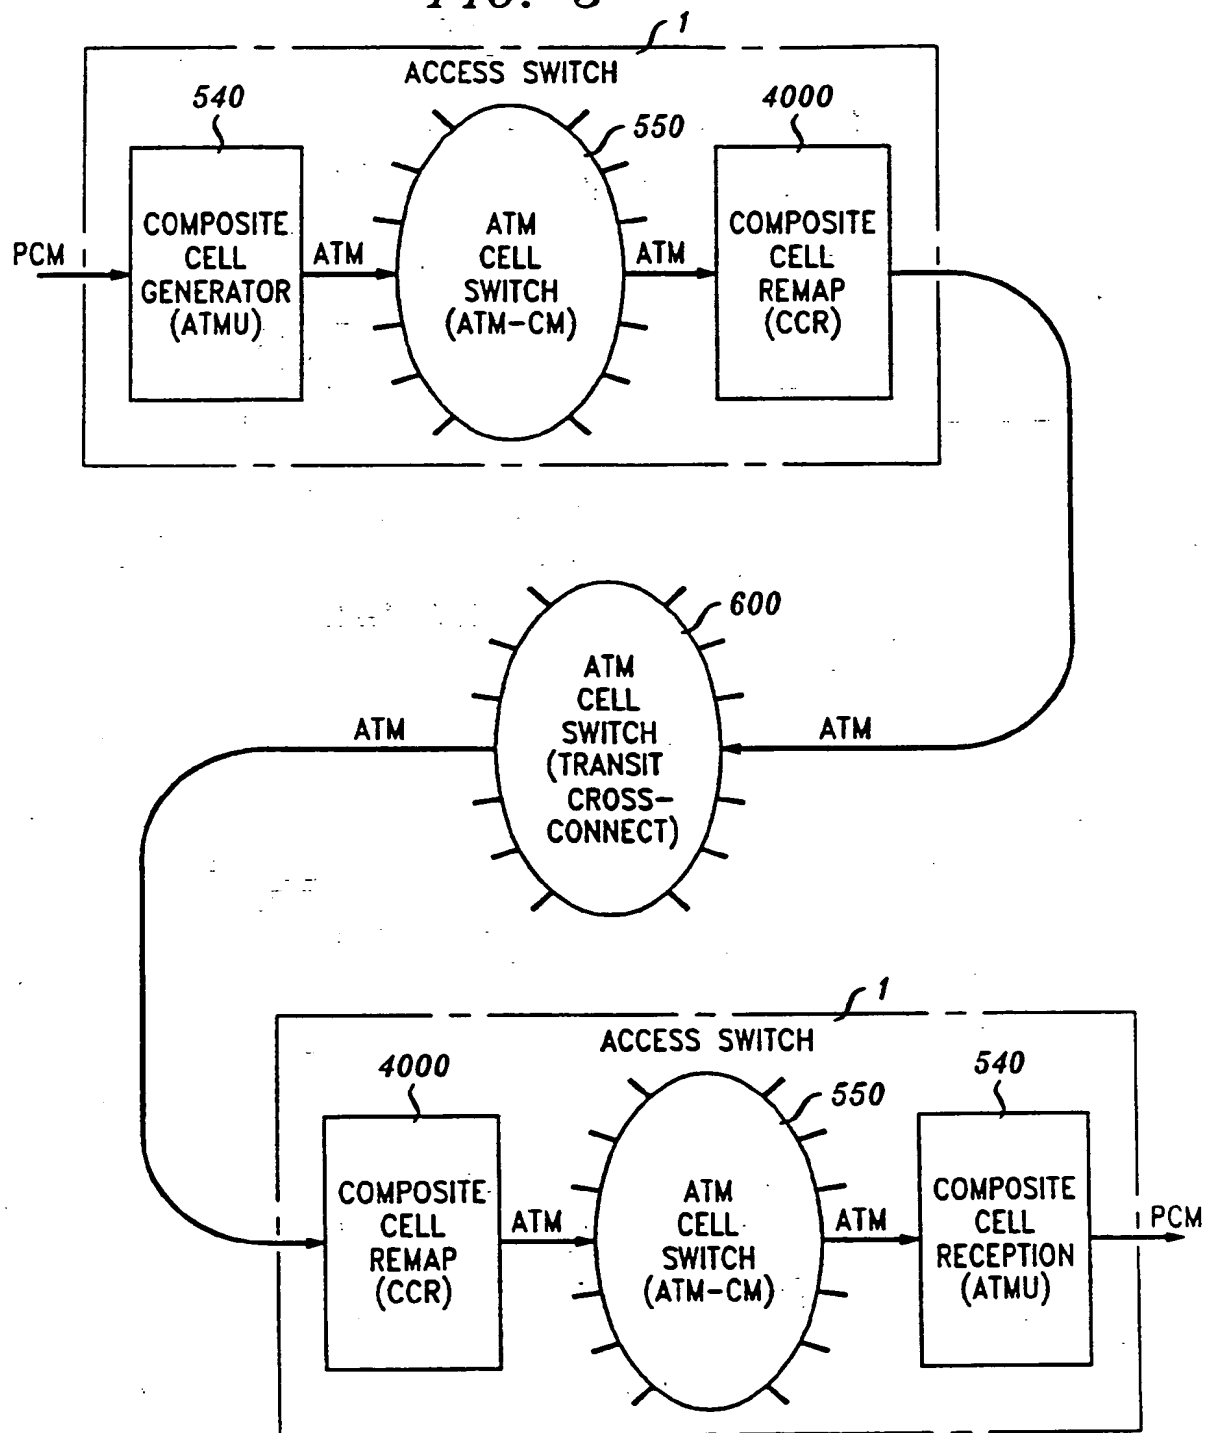 FIG. 8
1
ACCESS SWITCH
540
550
4000
PCM
COMPOSITE
CELL
GENERATOR
(ATMU)
ATM
ATM
CELL
SWITCH
(ATM-CM)
ATM
COMPOSITE
CELL
REMAP
(CCR)
600
ATM
CELL
SWITCH
(TRANSIT
CROSS-
CONNECT)
ATM
ATM
1
ACCESS SWITCH
4000
550
540
COMPOSITE
CELL
REMAP
(CCR)
ATM
ATM
CELL
SWITCH
(ATM-CM)
ATM
COMPOSITE
CELL
RECEPTION
(ATMU)
PCM